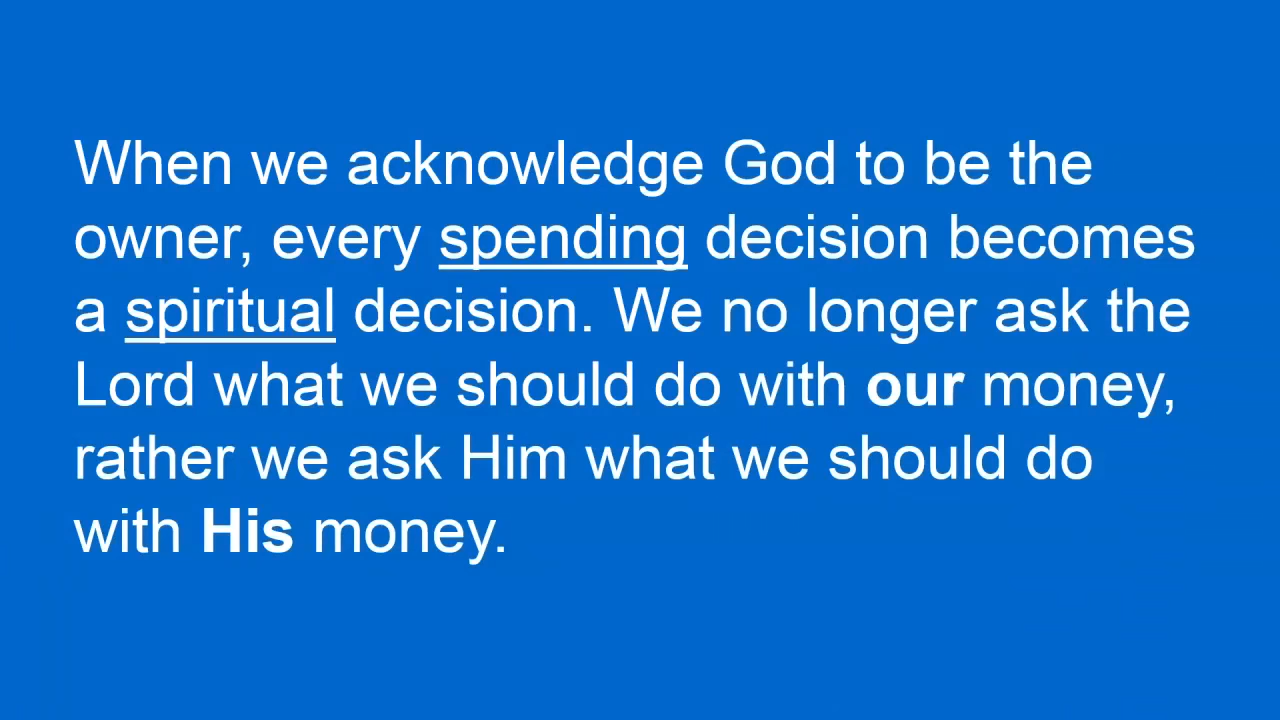 When we acknowledge God to be the
owner, every spending decision becomes
a spiritual decision. We no longer ask the
Lord what we should do with our money,
rather we ask Him what we should do
with His money.